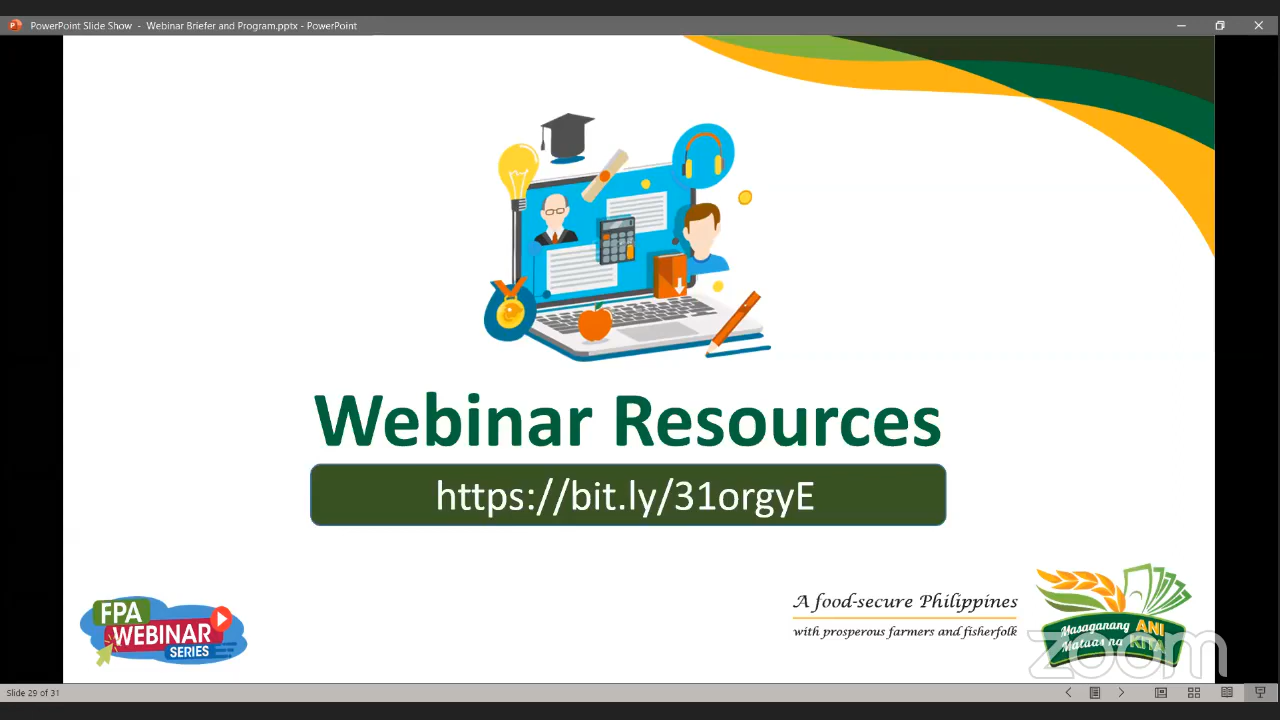 PowerPoint Slide Show - Webinar Briefer and Program.pptx - PowerPoint
Webinar Resources
https://bit.ly/31orgyE
FPA
WEBINAR
SERIES
A food-secure Philippines
with prosperous farmers and fisherfolk
Masaganang ANI
Mataas na KITA
zoom
Slide 29 of 31